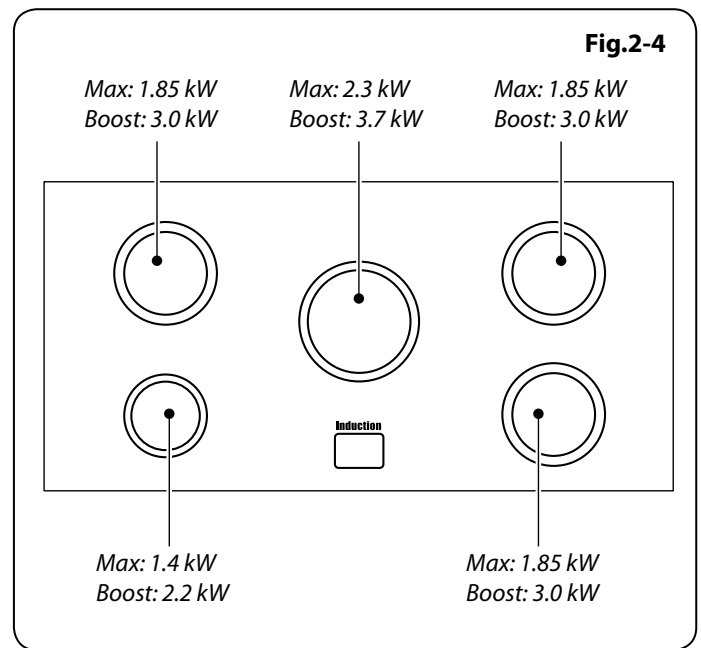 Fig.2-4
Max: 1.85 kW
Boost: 3.0 kW
Max: 2.3 kW
Boost: 3.7 kW
Max: 1.85 kW
Boost: 3.0 kW
Induction
Max: 1.4 kW
Boost: 2.2 kW
Max: 1.85 kW
Boost: 3.0 kW